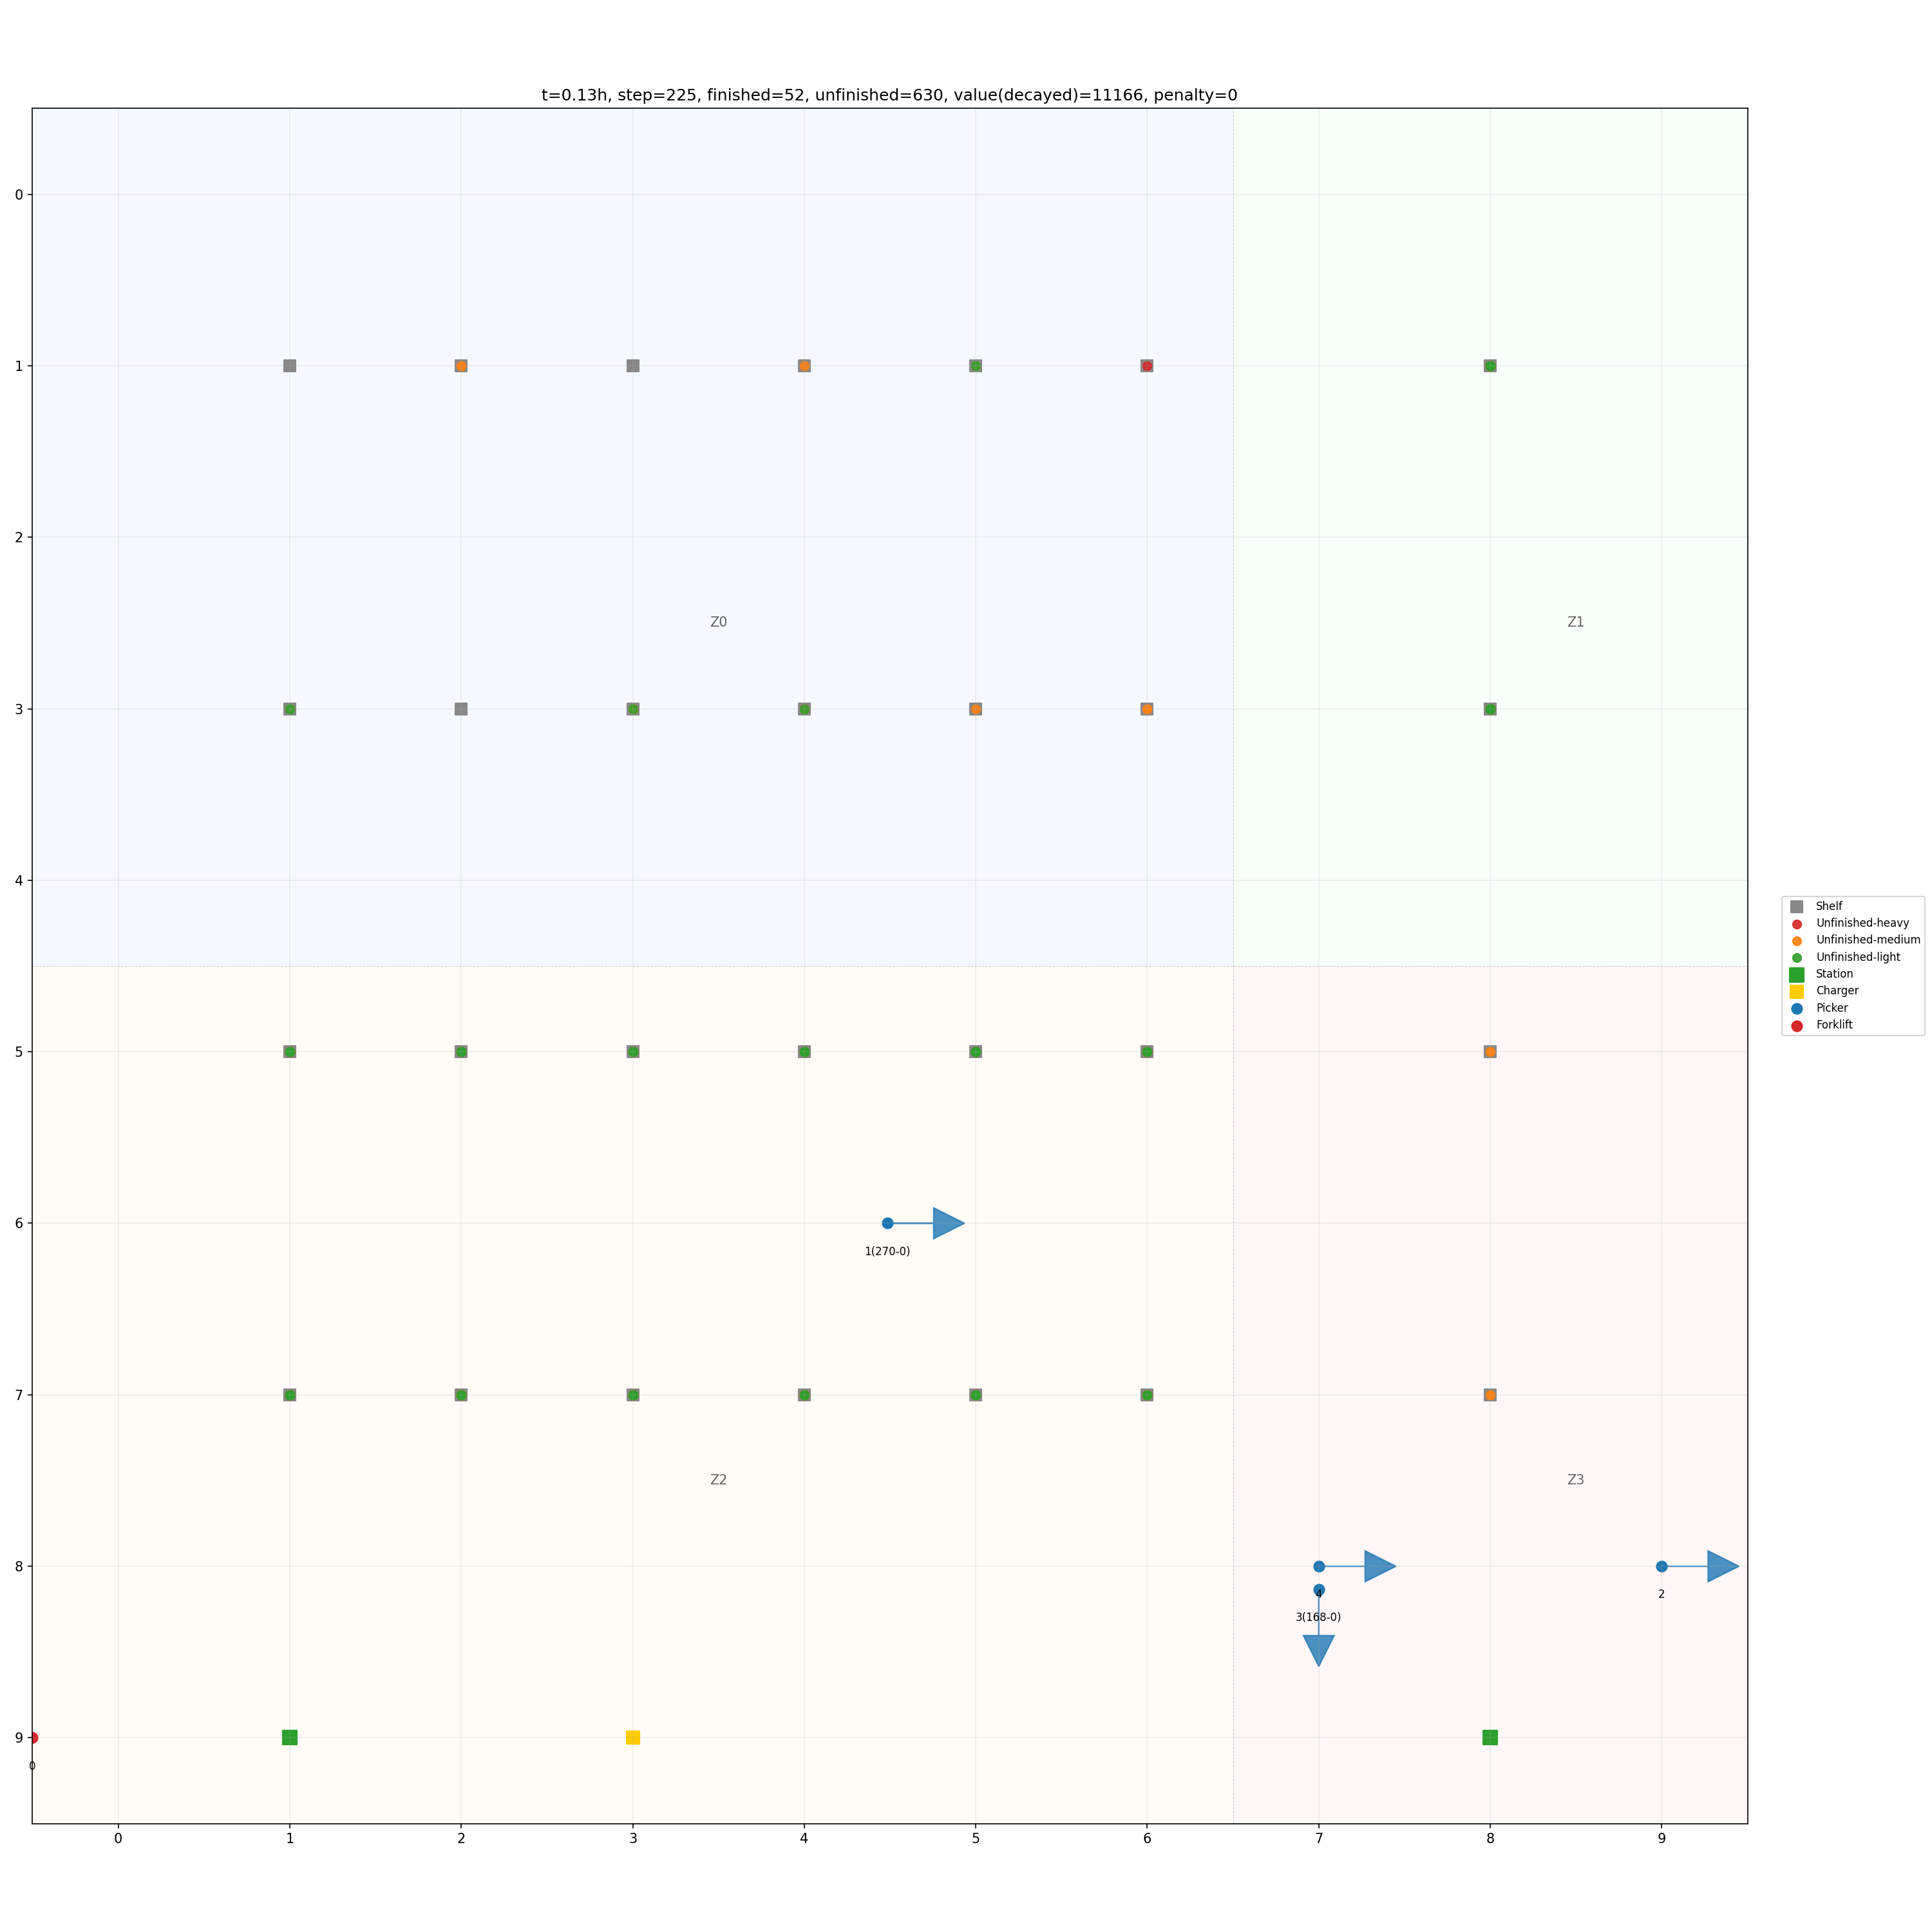 t=0.13h, step=225, finished=52, unfinished=630, value(decayed)=11166, penalty=0
0
1
2
Z0
Z1
3
4
Shelf
Unfinished-heavy
Unfinished-medium
Unfinished-light
Station
Charger
Picker
Forklift
5
6
1(270-0)
7
Z2
Z3
8
4
2
3(168-0)
9
0
0 1 2 3 4 5 6 7 8 9